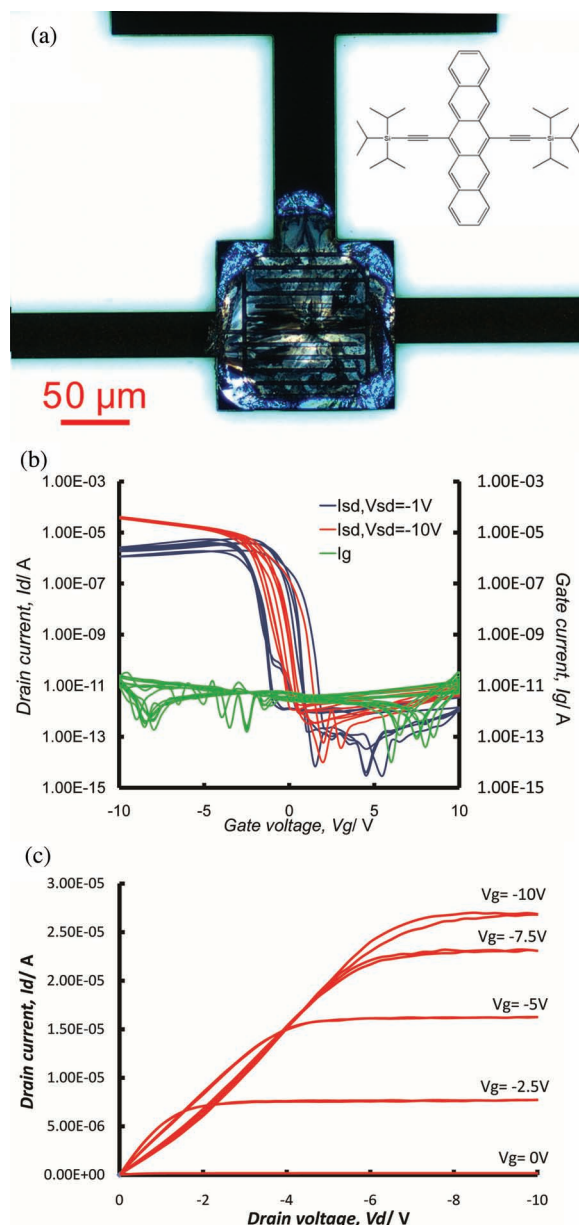 (a)
Si
Si
50 µm
(b)
1.00E-03
1.00E-05
1.00E-07
1.00E-09
1.00E-11
1.00E-13
1.00E-15
Drain current, Id/ A
Isd,Vsd=-1V
Isd,Vsd=-10V
Ig
1.00E-03
1.00E-05
1.00E-07
1.00E-09
1.00E-11
1.00E-13
1.00E-15
Gate current, Ig/ A
-10
-5
0
5
10
Gate voltage, Vg/ V
(c)
3.00E-05
2.50E-05
2.00E-05
1.50E-05
1.00E-05
5.00E-06
0.00E+00
Drain current, Id/ A
Vg= -10V
Vg= -7.5V
Vg= -5V
Vg= -2.5V
Vg= 0V
0
-2
-4
-6
-8
-10
Drain voltage, Vd/ V